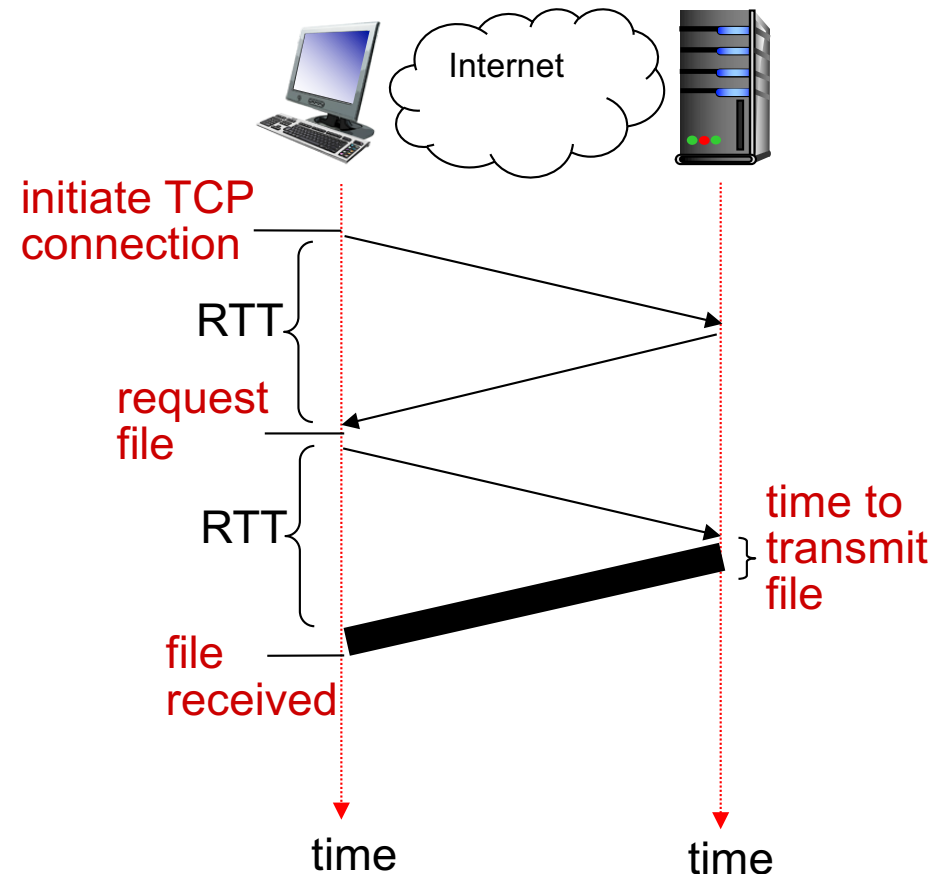 Internet
initiate TCP
connection
RTT
request
file
RTT
time to
transmit
file
file
received
time
time